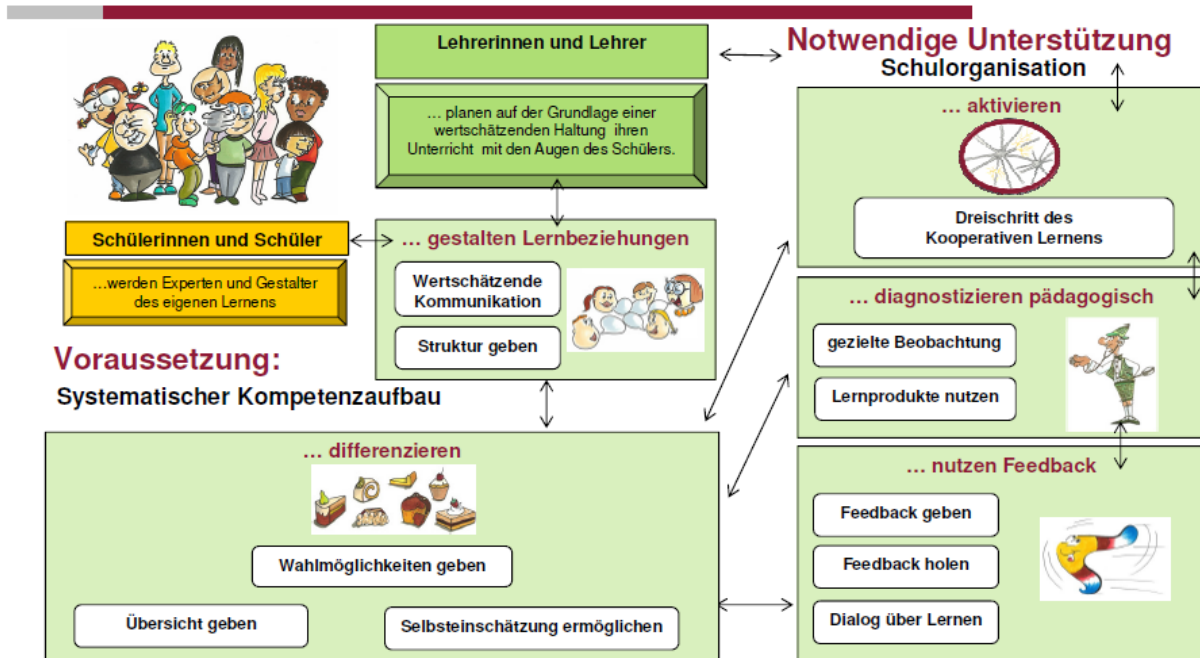 Lehrerinnen und Lehrer
… planen auf der Grundlage einer
wertschätzenden Haltung ihren
Unterricht mit den Augen des Schülers.
Notwendige Unterstützung
Schulorganisation
… aktivieren
Dreischritt des
Kooperativen Lernens
Schülerinnen und Schüler
…werden Experten und Gestalter
des eigenen Lernens
… gestalten Lernbeziehungen
Wertschätzende
Kommunikation
Struktur geben
… diagnostizieren pädagogisch
gezielte Beobachtung
Lernprodukte nutzen
Voraussetzung:
Systematischer Kompetenzaufbau
… differenzieren
Wahlmöglichkeiten geben
Übersicht geben
Selbsteinschätzung ermöglichen
… nutzen Feedback
Feedback geben
Feedback holen
Dialog über Lernen